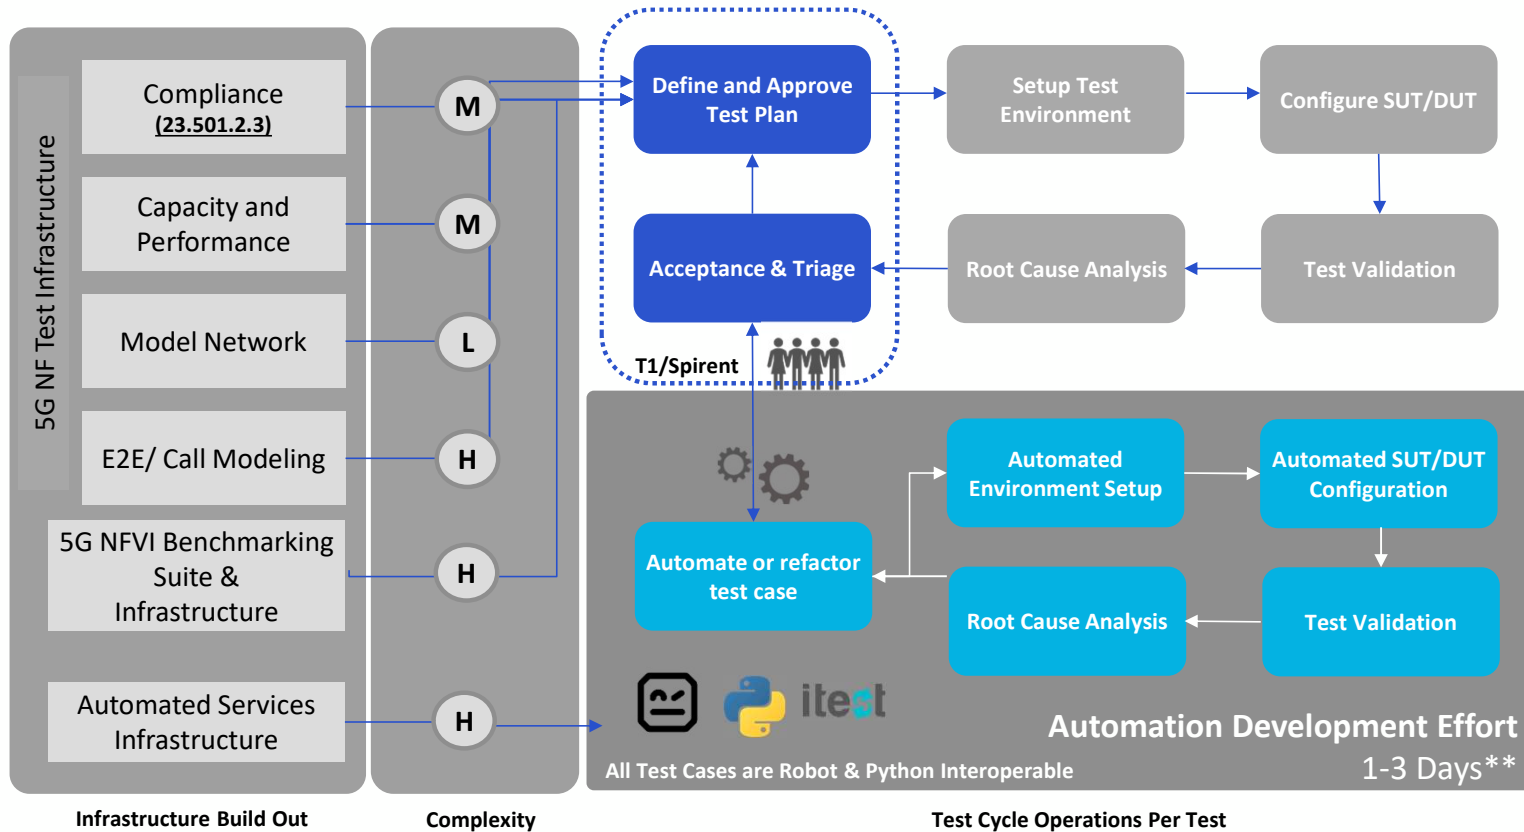 5G NF Test Infrastructure
Compliance
(23.501.2.3)
M
Capacity and
Performance
M
Model Network
L
E2E/ Call Modeling
H
5G NFVI Benchmarking
Suite &
Infrastructure
H
Automated Services
Infrastructure
H
Define and Approve
Test Plan
Setup Test
Environment
Configure SUT/DUT
Acceptance & Triage
Root Cause Analysis
Test Validation
T1/Spirent
Automated
Environment Setup
Automated SUT/DUT
Configuration
Automate or refactor
test case
Root Cause Analysis
Test Validation
itest
Automation Development Effort
1-3 Days**
All Test Cases are Robot & Python Interoperable
Infrastructure Build Out
Complexity
Test Cycle Operations Per Test